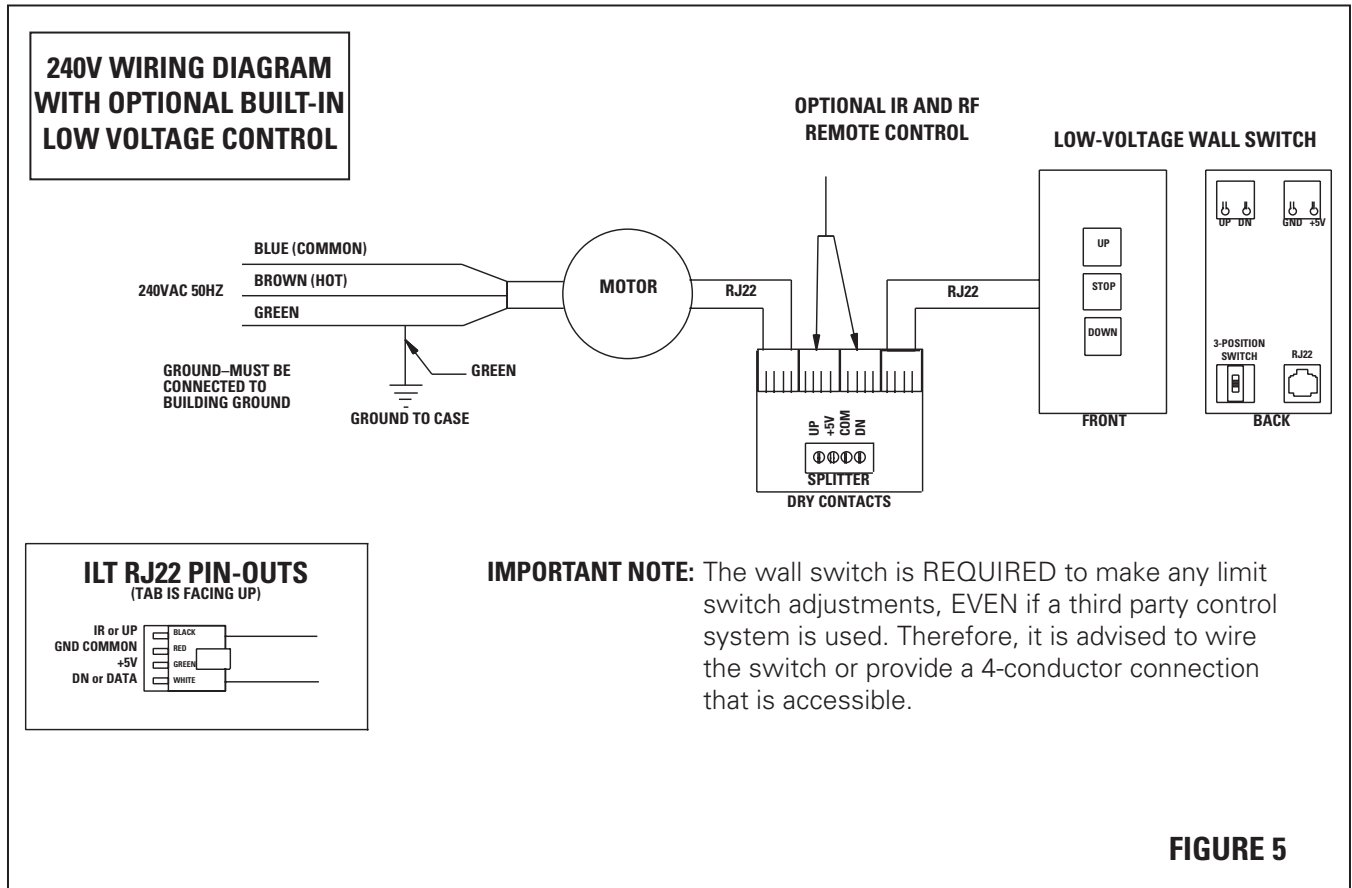 240V WIRING DIAGRAM
WITH OPTIONAL BUILT-IN
LOW VOLTAGE CONTROL
OPTIONAL IR AND RF
REMOTE CONTROL
LOW-VOLTAGE WALL SWITCH
BLUE (COMMON)
BROWN (HOT)
240VAC 50HZ
GREEN
GROUND–MUST BE
CONNECTED TO
BUILDING GROUND
GREEN
GROUND TO CASE
MOTOR
RJ22
RJ22
UP
+5V
COM
DN
SPLITTER
DRY CONTACTS
UP
STOP
DOWN
FRONT
UP DN
GND +5V
3-POSITION
SWITCH
RJ22
BACK
ILT RJ22 PIN-OUTS
(TAB IS FACING UP)
IR or UP BLACK
GND COMMON RED
+5V GREEN
DN or DATA WHITE
IMPORTANT NOTE: The wall switch is REQUIRED to make any limit
switch adjustments, EVEN if a third party control
system is used. Therefore, it is advised to wire
the switch or provide a 4-conductor connection
that is accessible.
FIGURE 5